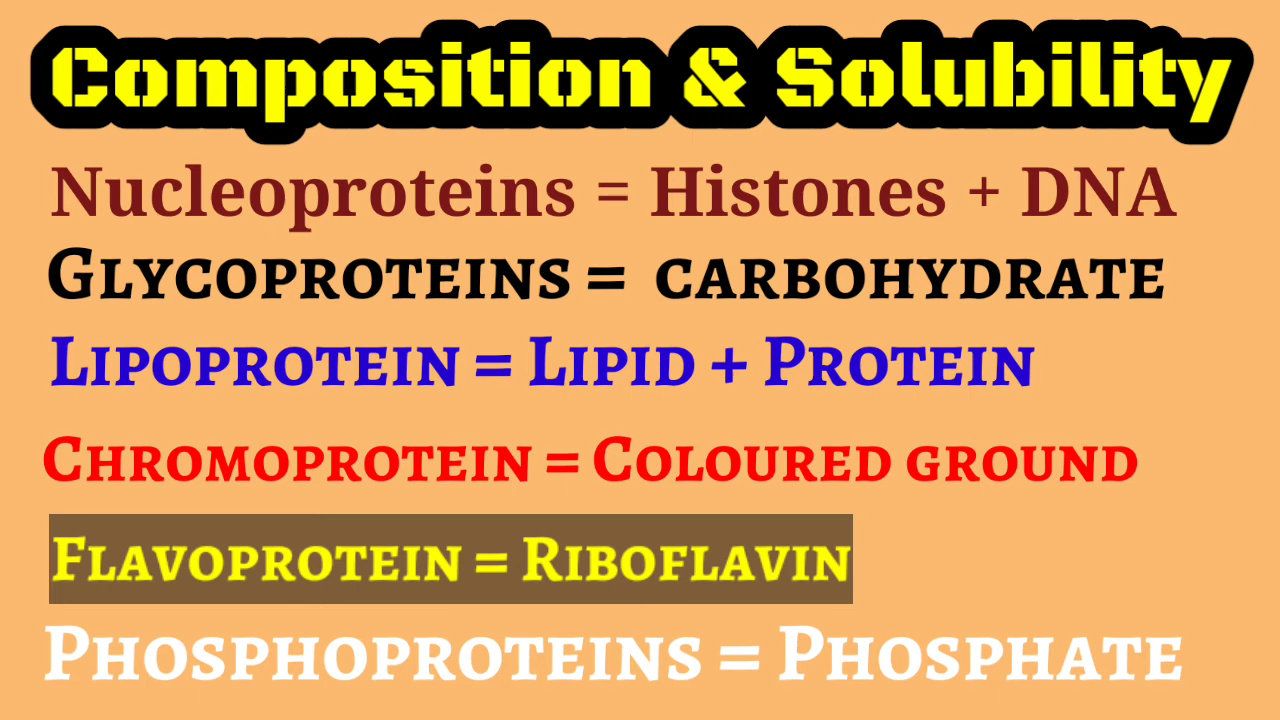 Composition & Solubility
Nucleoproteins = Histones + DNA
Glycoproteins = carbohydrate
Lipoprotein = Lipid + Protein
Chromoprotein = Coloured ground
Flavoprotein = Riboflavin
Phosphoproteins = Phosphate